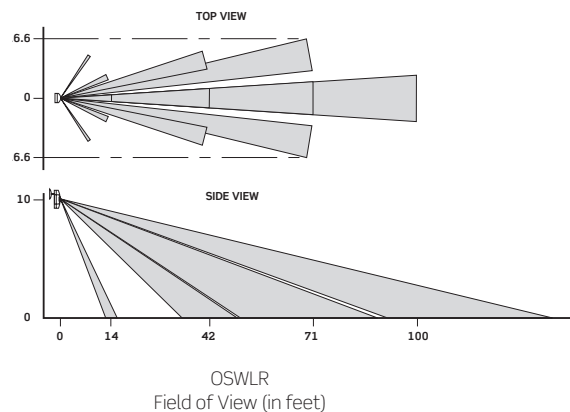 TOP VIEW
6.6
0
6.6
SIDE VIEW
10
0
0 14 42 71 100
OSWLR
Field of View (in feet)